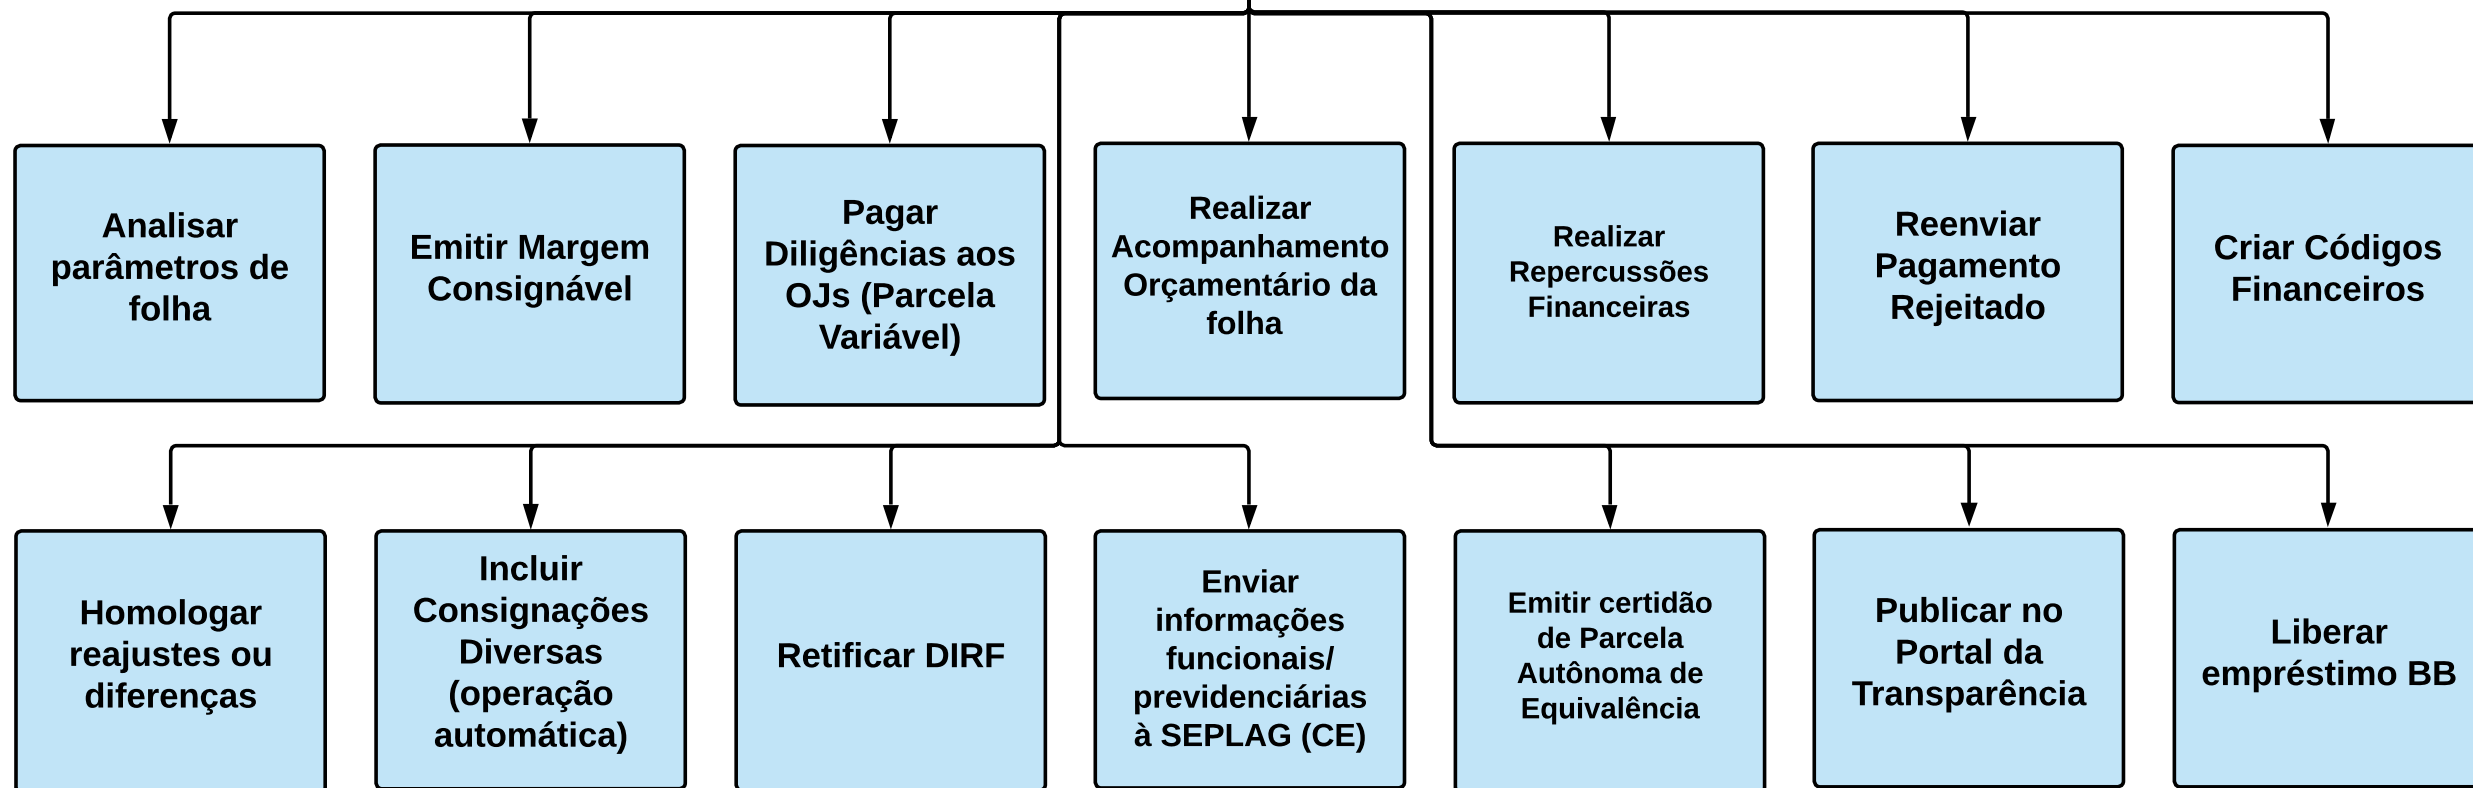 Analisar
parâmetros de
folha
Emitir Margem
Consignável
Pagar
Diligências aos
OJs (Parcela
Variável)
Realizar
Acompanhamento
Orçamentário da
folha
Realizar
Repercussões
Financeiras
Reenviar
Pagamento
Rejeitado
Criar Códigos
Financeiros
Homologar
reajustes ou
diferenças
Incluir
Consignações
Diversas
(operação
automática)
Retificar DIRF
Enviar
informações
funcionais/
previdenciárias
à SEPLAG (CE)
Emitir certidão
de Parcela
Autônoma de
Equivalência
Publicar no
Portal da
Transparência
Liberar
empréstimo BB